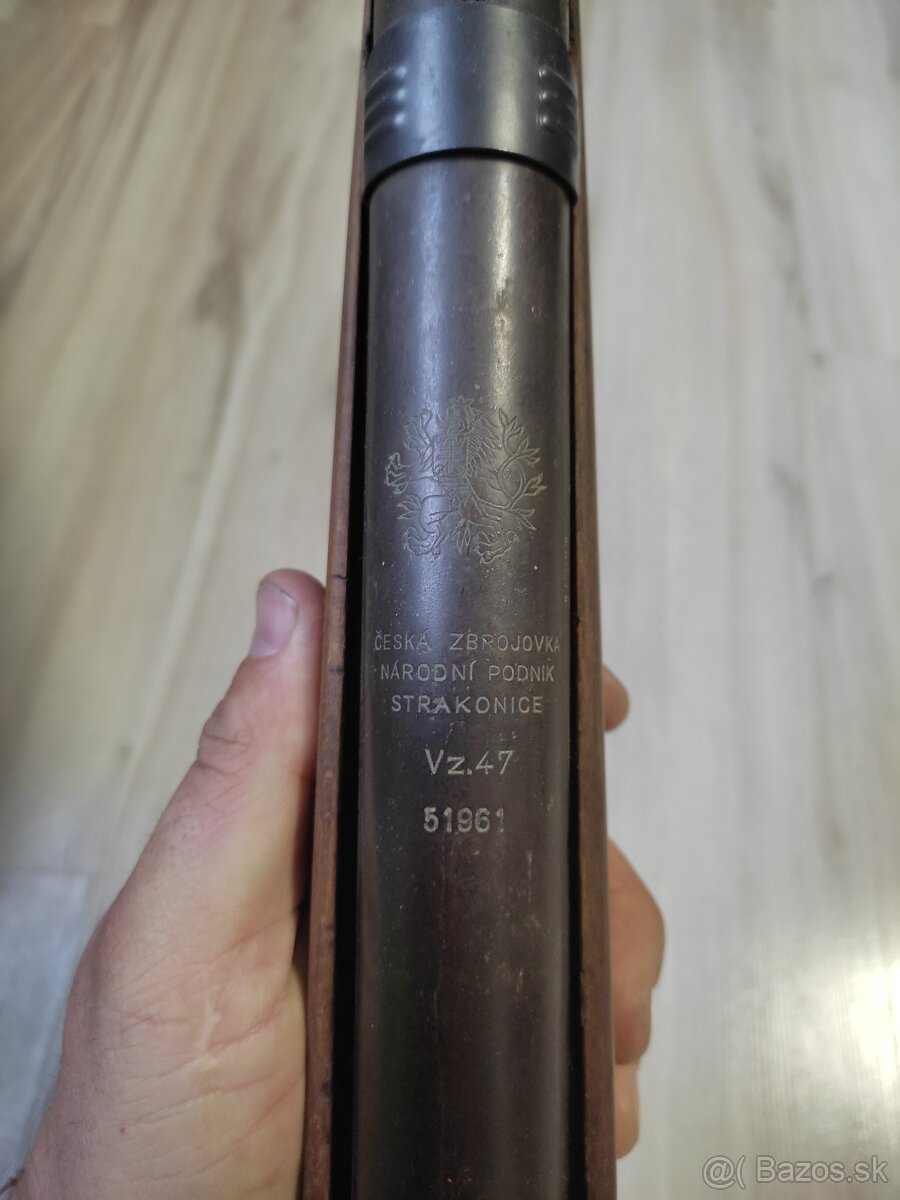 ČESKÁ ZBROJOVKA
NÁRODNÍ PODNIK
STRAKONICE
Vz.47
51961
@( Bazos.sk